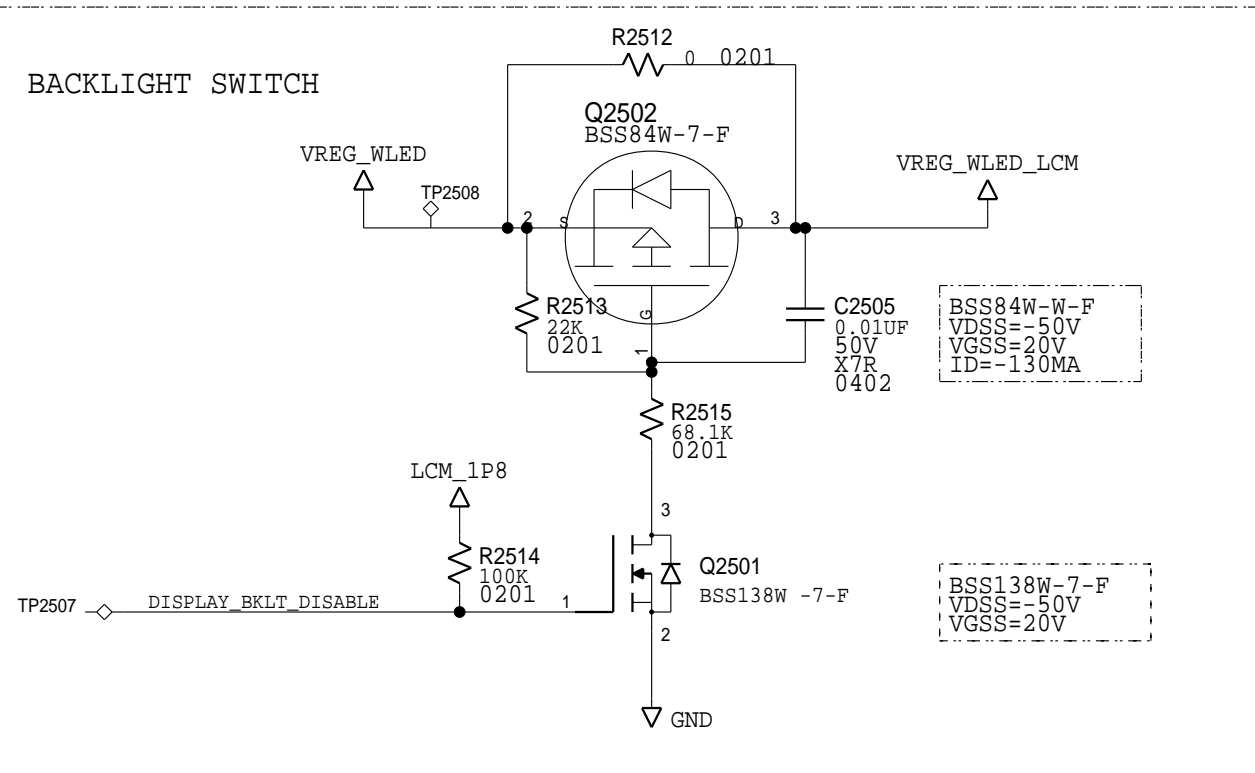 R2512
0 0201
BACKLIGHT SWITCH
Q2502
BSS84W-7-F
VREG_WLED
VREG_WLED_LCM
TP2508
2
S
D
3
R2513
22K
0201
G
1
C2505
0.01UF
50V
X7R
0402
BSS84W-W-F
VDSS=-50V
VGSS=20V
ID=-130MA
R2515
68.1K
0201
LCM_1P8
3
R2514
100K
0201
Q2501
BSS138W -7-F
TP2507
DISPLAY_BKLT_DISABLE
1
2
BSS138W-7-F
VDSS=-50V
VGSS=20V
GND